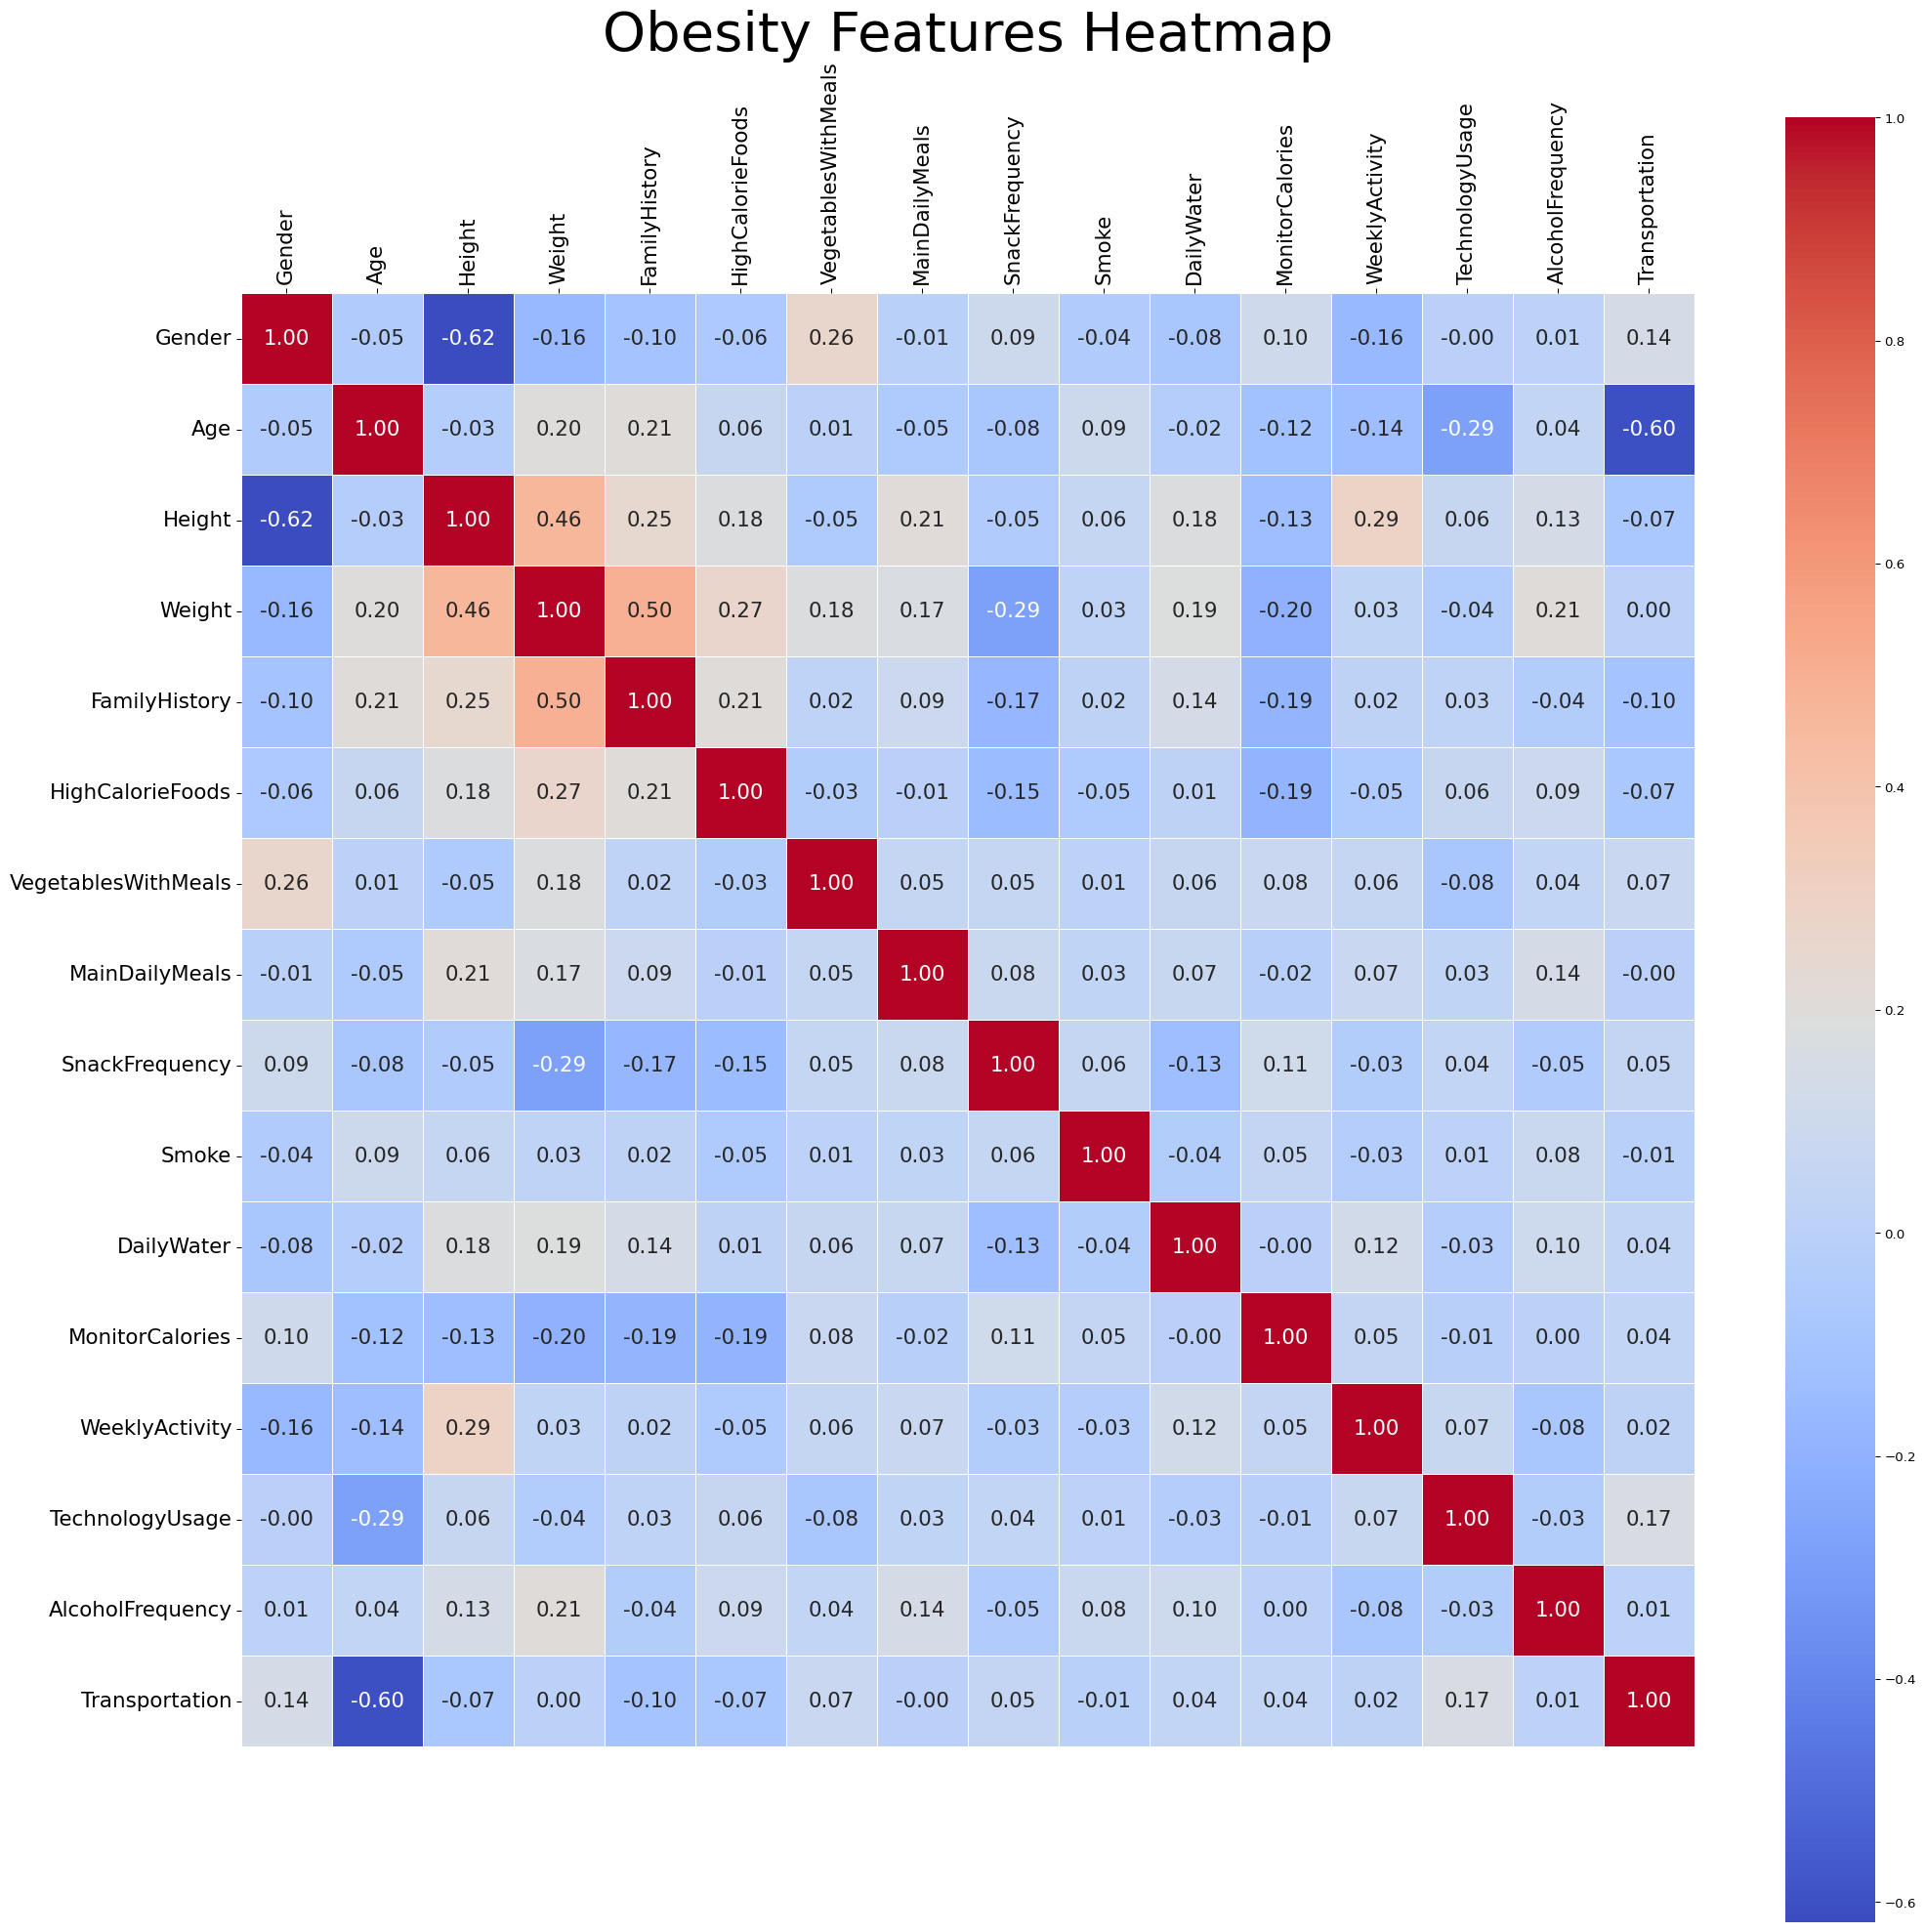 Obesity Features Heatmap
Gender Age Height Weight FamilyHistory HighCalorieFoods VegetablesWithMeals MainDailyMeals SnackFrequency Smoke DailyWater MonitorCalories WeeklyActivity TechnologyUsage AlcoholFrequency Transportation
Gender 1.00 -0.05 -0.62 -0.16 -0.10 -0.06 0.26 -0.01 0.09 -0.04 -0.08 0.10 -0.16 -0.00 0.01 0.14
Age -0.05 1.00 -0.03 0.20 0.21 0.06 0.01 -0.05 -0.08 0.09 -0.02 -0.12 -0.14 -0.29 0.04 -0.60
Height -0.62 -0.03 1.00 0.46 0.25 0.18 -0.05 0.21 -0.05 0.06 0.18 -0.13 0.29 0.06 0.13 -0.07
Weight -0.16 0.20 0.46 1.00 0.50 0.27 0.18 0.17 -0.29 0.03 0.19 -0.20 0.03 -0.04 0.21 0.00
FamilyHistory -0.10 0.21 0.25 0.50 1.00 0.21 0.02 0.09 -0.17 0.02 0.14 -0.19 0.02 0.03 -0.04 -0.10
HighCalorieFoods -0.06 0.06 0.18 0.27 0.21 1.00 -0.03 -0.01 -0.15 -0.05 0.01 -0.19 -0.05 0.06 0.09 -0.07
VegetablesWithMeals 0.26 0.01 -0.05 0.18 0.02 -0.03 1.00 0.05 0.05 0.01 0.06 0.08 0.06 -0.08 0.04 0.07
MainDailyMeals -0.01 -0.05 0.21 0.17 0.09 -0.01 0.05 1.00 0.08 0.03 0.07 -0.02 0.07 0.03 0.14 -0.00
SnackFrequency 0.09 -0.08 -0.05 -0.29 -0.17 -0.15 0.05 0.08 1.00 0.06 -0.13 0.11 -0.03 0.04 -0.05 0.05
Smoke -0.04 0.09 0.06 0.03 0.02 -0.05 0.01 0.03 0.06 1.00 -0.04 0.05 -0.03 0.01 0.08 -0.01
DailyWater -0.08 -0.02 0.18 0.19 0.14 0.01 0.06 0.07 -0.13 -0.04 1.00 -0.00 0.12 -0.03 0.10 0.04
MonitorCalories 0.10 -0.12 -0.13 -0.20 -0.19 -0.19 0.08 -0.02 0.11 0.05 -0.00 1.00 0.05 -0.01 0.00 0.04
WeeklyActivity -0.16 -0.14 0.29 0.03 0.02 -0.05 0.06 0.07 -0.03 -0.03 0.12 0.05 1.00 0.07 -0.08 0.02
TechnologyUsage -0.00 -0.29 0.06 -0.04 0.03 0.06 -0.08 0.03 0.04 0.01 -0.03 -0.01 0.07 1.00 -0.03 0.17
AlcoholFrequency 0.01 0.04 0.13 0.21 -0.04 0.09 0.04 0.14 -0.05 0.08 0.10 0.00 -0.08 -0.03 1.00 0.01
Transportation 0.14 -0.60 -0.07 0.00 -0.10 -0.07 0.07 -0.00 0.05 -0.01 0.04 0.04 0.02 0.17 0.01 1.00
1.0
0.8
0.6
0.4
0.2
0.0
−0.2
−0.4
−0.6